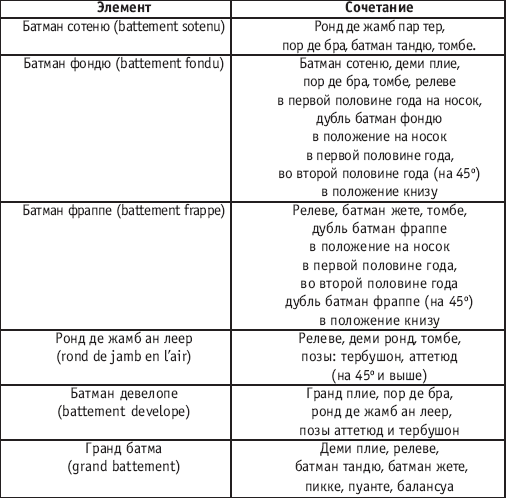 Элемент Сочетание
Батман сотеню (battement sotenu) Ронд де жамб пар тер,
пор де бра, батман тандю, томбе.
Батман фондю (battement fondu) Батман сотеню, деми плие,
пор де бра, томбе, релеве
в первой половине года на носок,
дубль батман фондю
в положение на носок
в первой половине года,
во второй половине года (на 45º)
в положение книзу
Батман фраппе (battement frappe) Релеве, батман жете, томбе,
дубль батман фраппе
в положение на носок
в первой половине года,
во второй половине года
дубль батман фраппе (на 45º)
в положение книзу
Ронд де жамб ан леер Релеве, деми ронд, томбе,
(rond de jamb en l’air) позы: тербушон, аттетюд
(на 45º и выше)
Батман девелопе Гранд плие, пор де бра,
(battement develope) ронд де жамб ан леер,
позы аттетюд и тербушон
Гранд батма Деми плие, релеве,
(grand battement) батман тандю, батман жете,
пикке, пуанте, балансуа